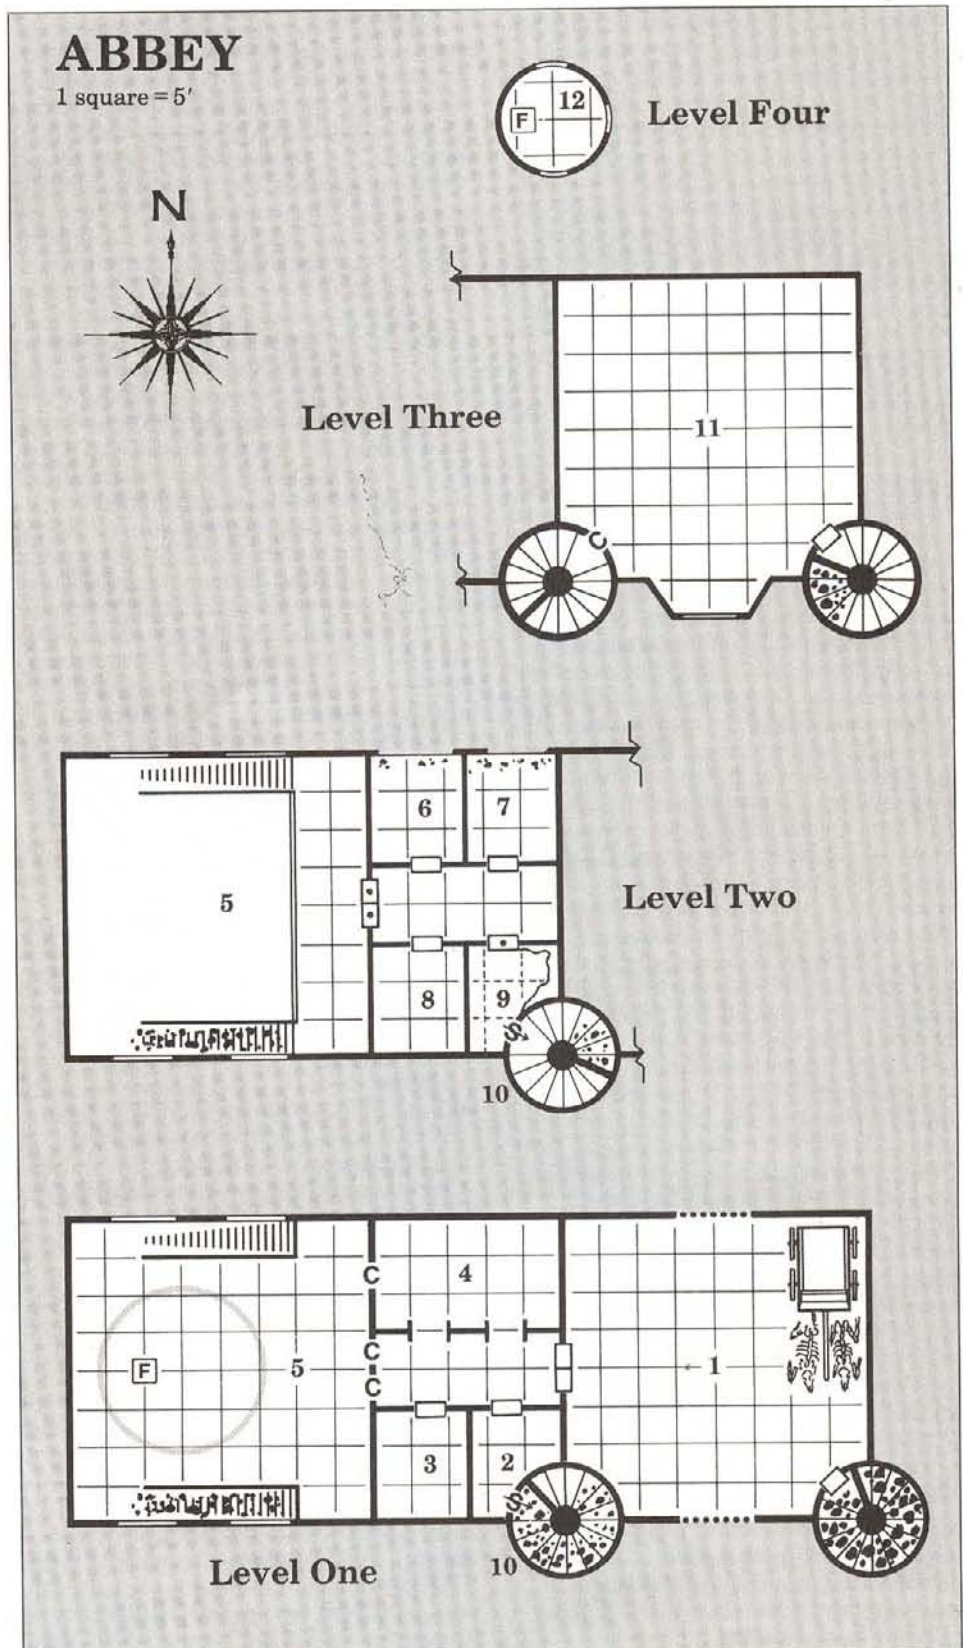 ABBEY
1 square = 5'
12
F
Level Four
N
Level Three
11
C
6
7
5
Level Two
8
9
S
10
C
4
C
F
5
1
C
3
2
S
Level One
10